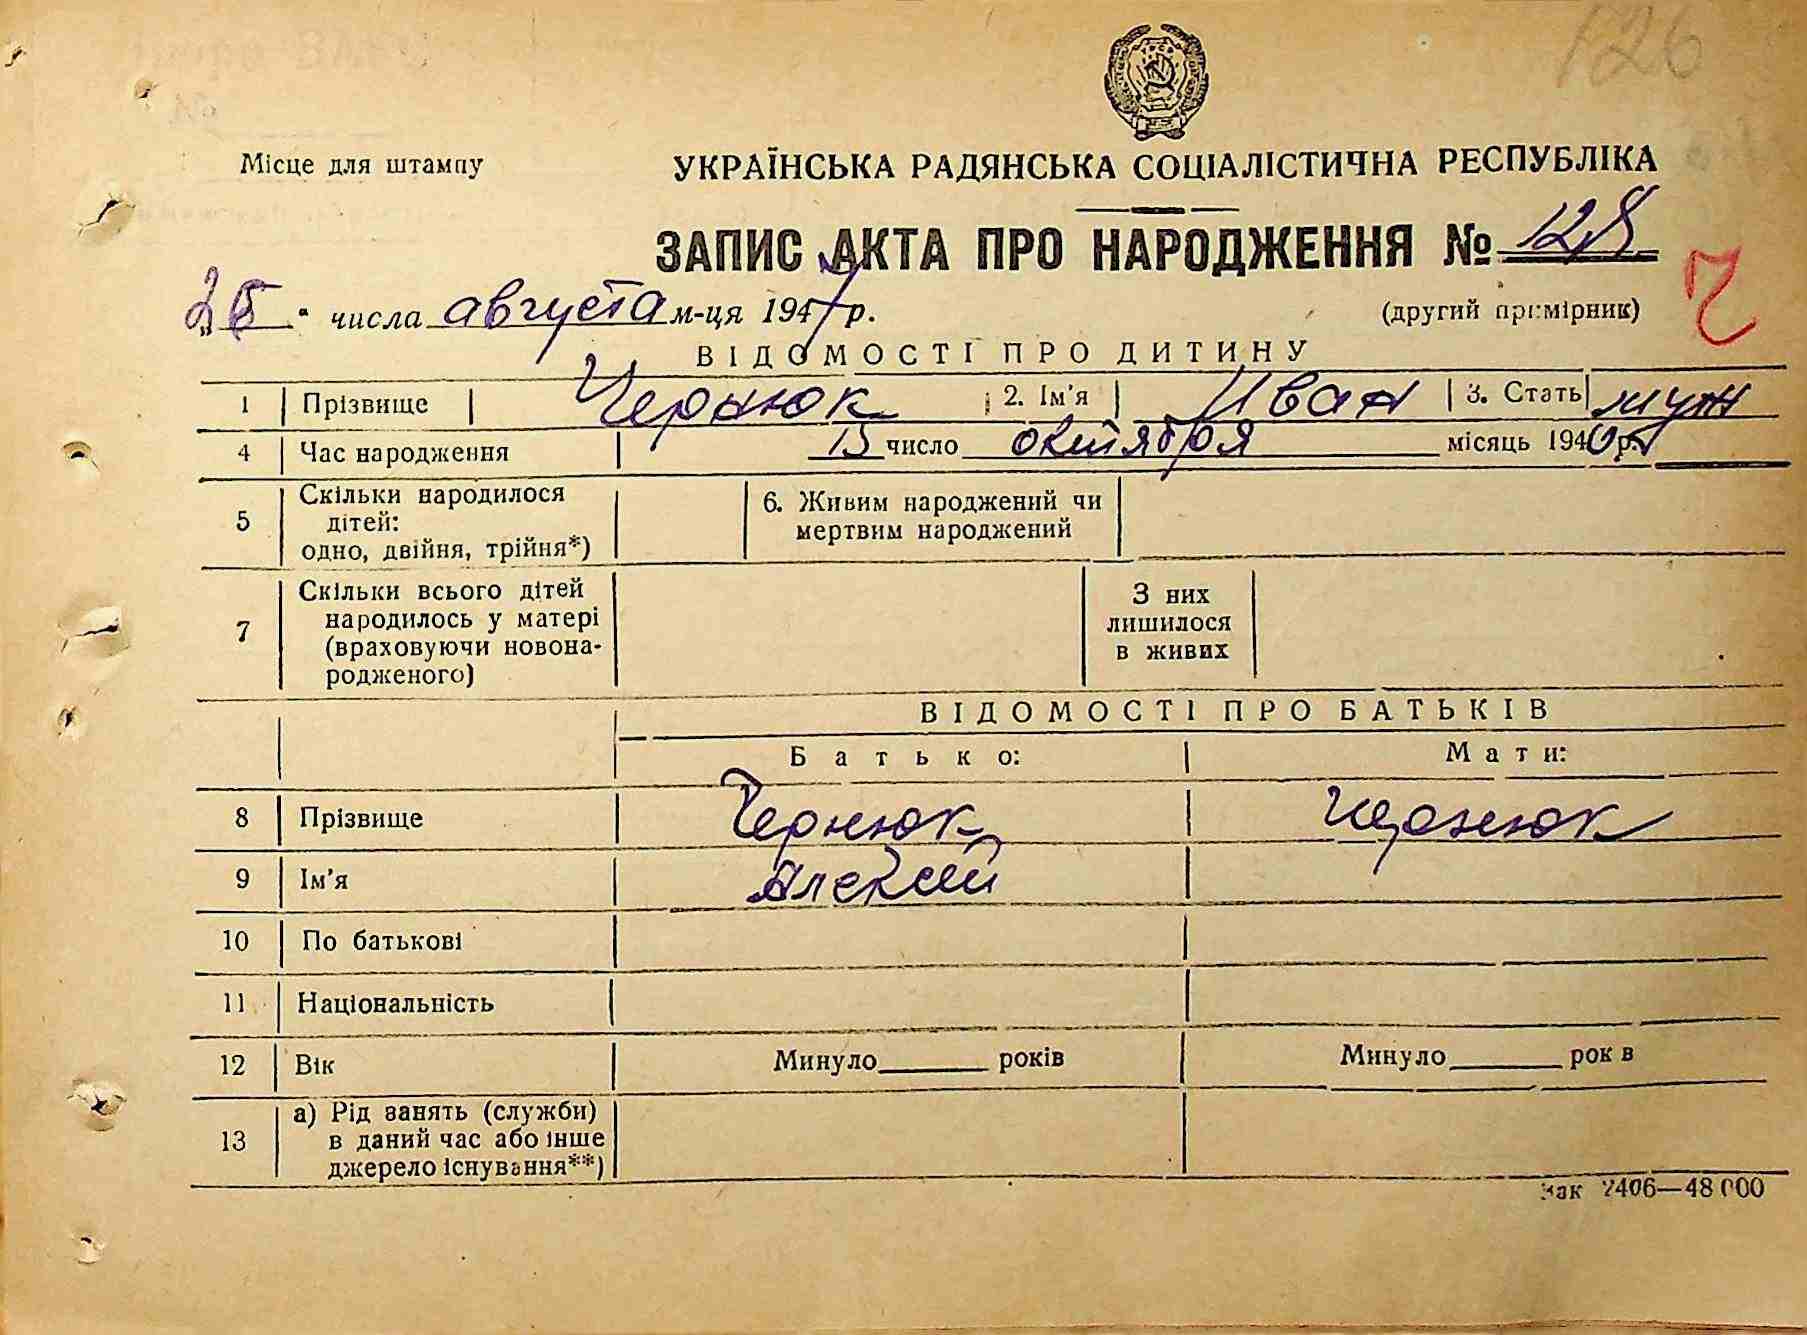 126
Місце для штампу
УКРАЇНСЬКА РАДЯНСЬКА СОЦІАЛІСТИЧНА РЕСПУБЛІКА
ЗАПИС АКТА ПРО НАРОДЖЕННЯ № 128
числа августа м-ця 1947 р.
(другий примірник)
Ч
ВІДОМОСТІ ПРО ДИТИНУ
1 Прізвище Чернюк 2. Ім'я Иван 3. Стать муж
4 Час народження 15 число октября місяць 1940 р.
5 Скільки народилося дітей: одно, двійня, трійня*) 6. Живим народжений чи мертвим народжений
7 Скільки всього дітей народилось у матері (враховуючи новонародженого) З них лишилося в живих
ВІДОМОСТІ ПРО БАТЬКІВ
Батько: Мати:
8 Прізвище Чернюк Чернюк
9 Ім'я Алексей
10 По батькові
11 Національність
12 Вік Минуло ______ років Минуло ______ рок в
13 а) Рід занять (служби) в даний час або інше джерело існування**)
Зак 2406—48 000